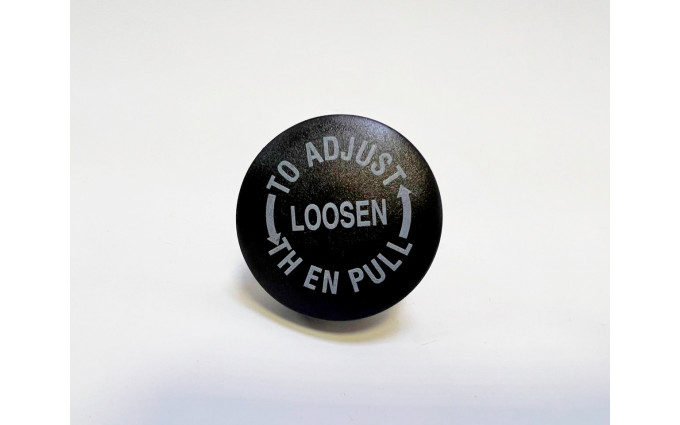 TO ADJUST
LOOSEN
TH EN PULL